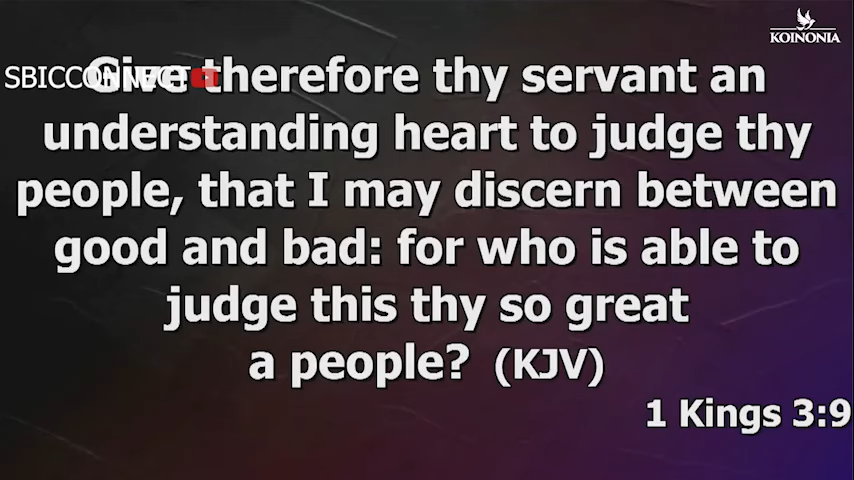 KOINONIA
SBICCONNECT
Give therefore thy servant an
understanding heart to judge thy
people, that I may discern between
good and bad: for who is able to
judge this thy so great
a people? (KJV)
1 Kings 3:9